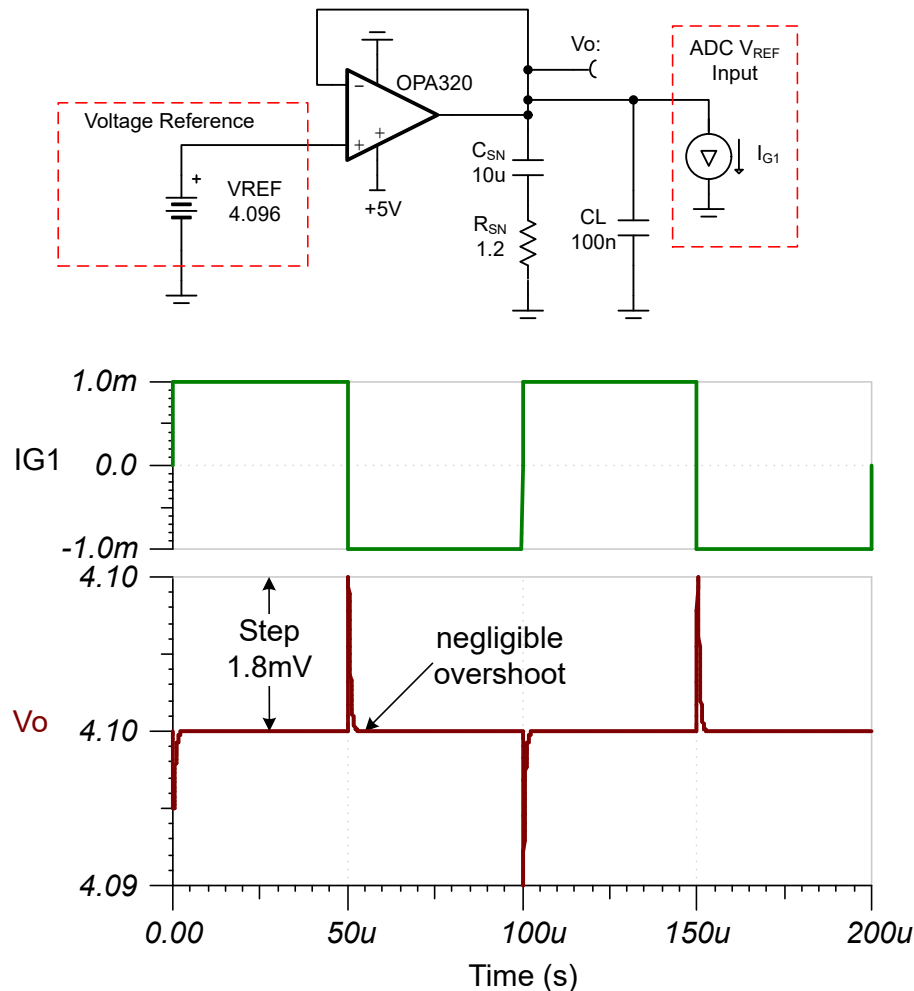 Vo:
ADC VREF
Input
OPA320
Voltage Reference
−
+
+
+
VREF
4.096
+5V
CSN
10u
RSN
1.2
CL
100n
IG1
1.0m
IG1
0.0
-1.0m
4.10
Step
1.8mV
negligible
overshoot
Vo
4.10
4.09
0.00
50u
100u
150u
200u
Time (s)